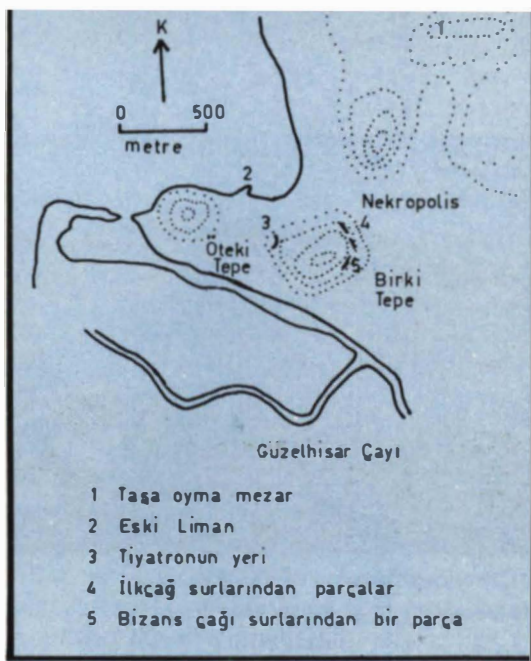 K
1
0 500
metre
2
Nekropolis
3
4
Öteki
Tepe
5
Birki
Tepe
Güzelhisar Çayı
1 Taşa oyma mezar
2 Eski Liman
3 Tiyatronun yeri
4 İlkçağ surlarından parçalar
5 Bizans çağı surlarından bir parça